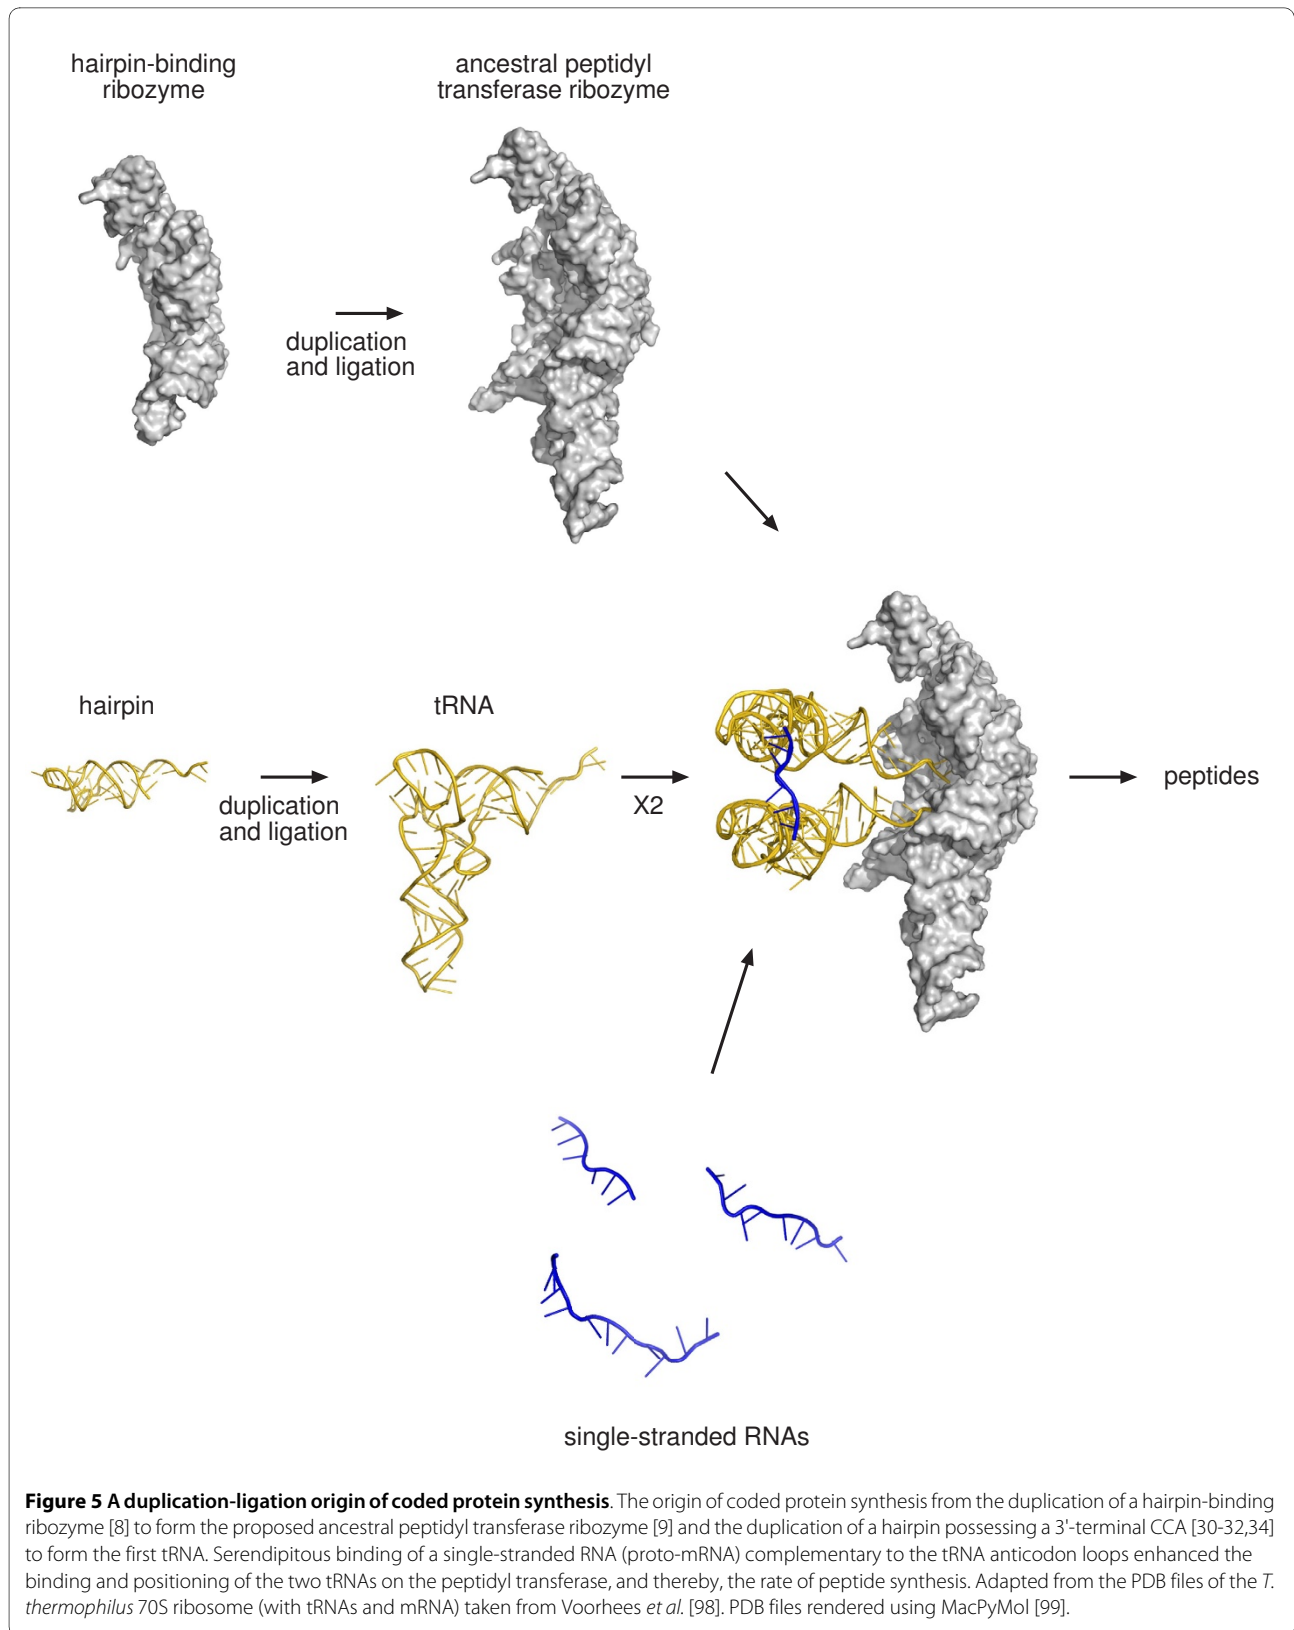 hairpin-binding
ribozyme
ancestral peptidyl
transferase ribozyme
duplication
and ligation
hairpin
tRNA
duplication
and ligation
X2
peptides
single-stranded RNAs
Figure 5 A duplication-ligation origin of coded protein synthesis. The origin of coded protein synthesis from the duplication of a hairpin-binding
ribozyme [8] to form the proposed ancestral peptidyl transferase ribozyme [9] and the duplication of a hairpin possessing a 3'-terminal CCA [30-32,34]
to form the first tRNA. Serendipitous binding of a single-stranded RNA (proto-mRNA) complementary to the tRNA anticodon loops enhanced the
binding and positioning of the two tRNAs on the peptidyl transferase, and thereby, the rate of peptide synthesis. Adapted from the PDB files of the T.
thermophilus 70S ribosome (with tRNAs and mRNA) taken from Voorhees et al. [98]. PDB files rendered using MacPyMol [99].